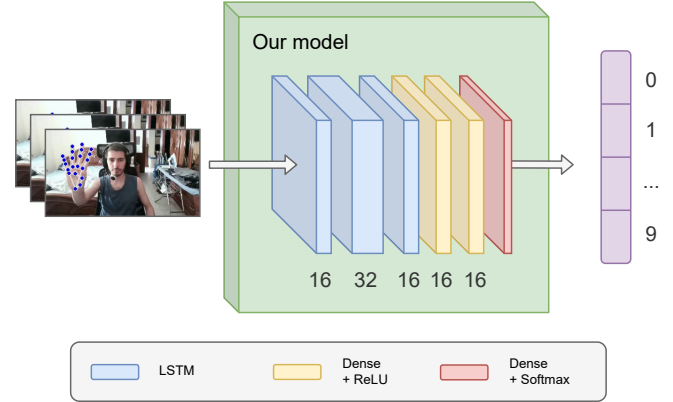 Our model
0
1
...
9
16 32 16 16 16
LSTM
Dense
+ ReLU
Dense
+ Softmax